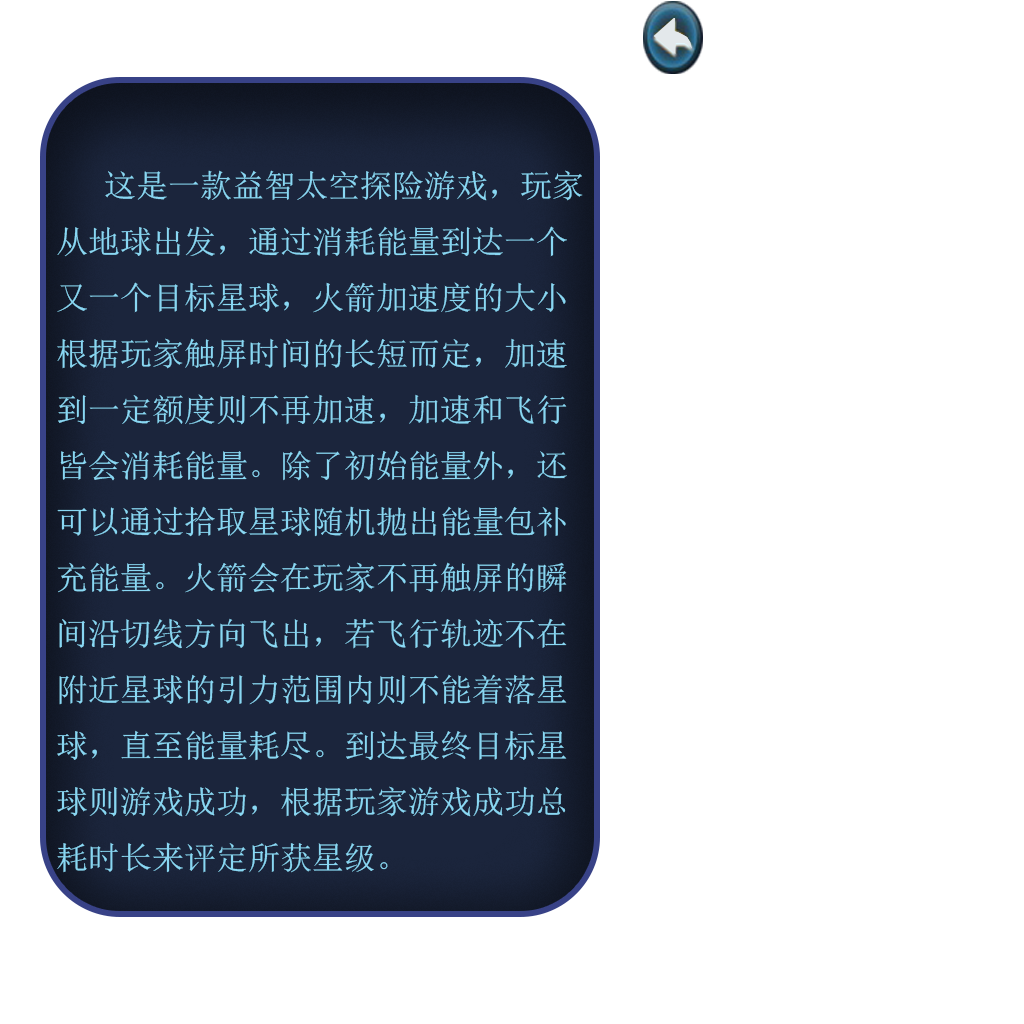 这是一款益智太空探险游戏，玩家
从地球出发，通过消耗能量到达一个
又一个目标星球，火箭加速度的大小
根据玩家触屏时间的长短而定，加速
到一定额度则不再加速，加速和飞行
皆会消耗能量。除了初始能量外，还
可以通过拾取星球随机抛出能量包补
充能量。火箭会在玩家不再触屏的瞬
间沿切线方向飞出，若飞行轨迹不在
附近星球的引力范围内则不能着落星
球，直至能量耗尽。到达最终目标星
球则游戏成功，根据玩家游戏成功总
耗时长来评定所获星级。